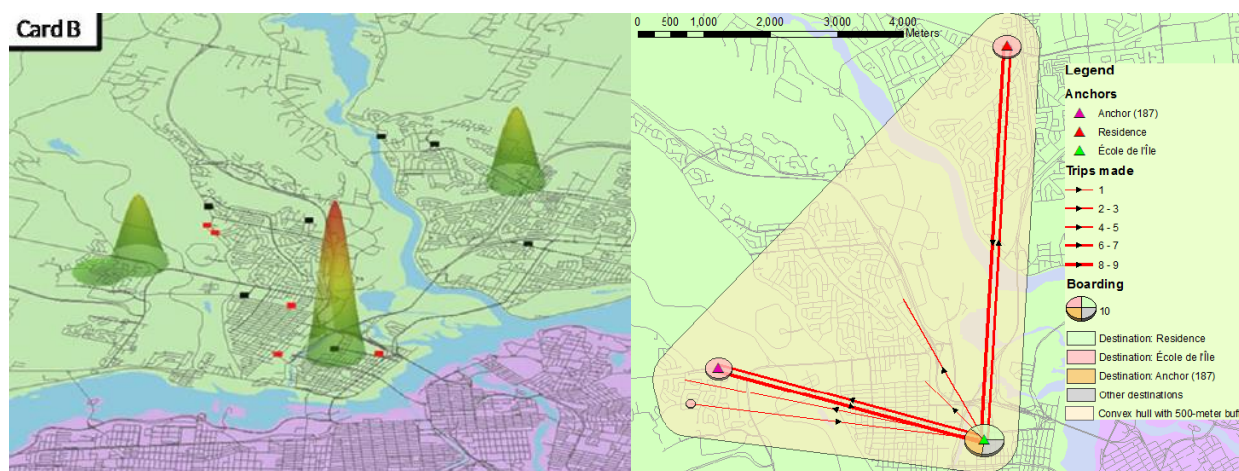 Card B
0 500 1,000 2,000 3,000 4,000
Meters
Legend
Anchors
Anchor (187)
Residence
École de l'Île
Trips made
1
2 - 3
4 - 5
6 - 7
8 - 9
Boarding
10
Destination: Residence
Destination: École de l'Île
Destination: Anchor (187)
Other destinations
Convex hull with 500-meter buff